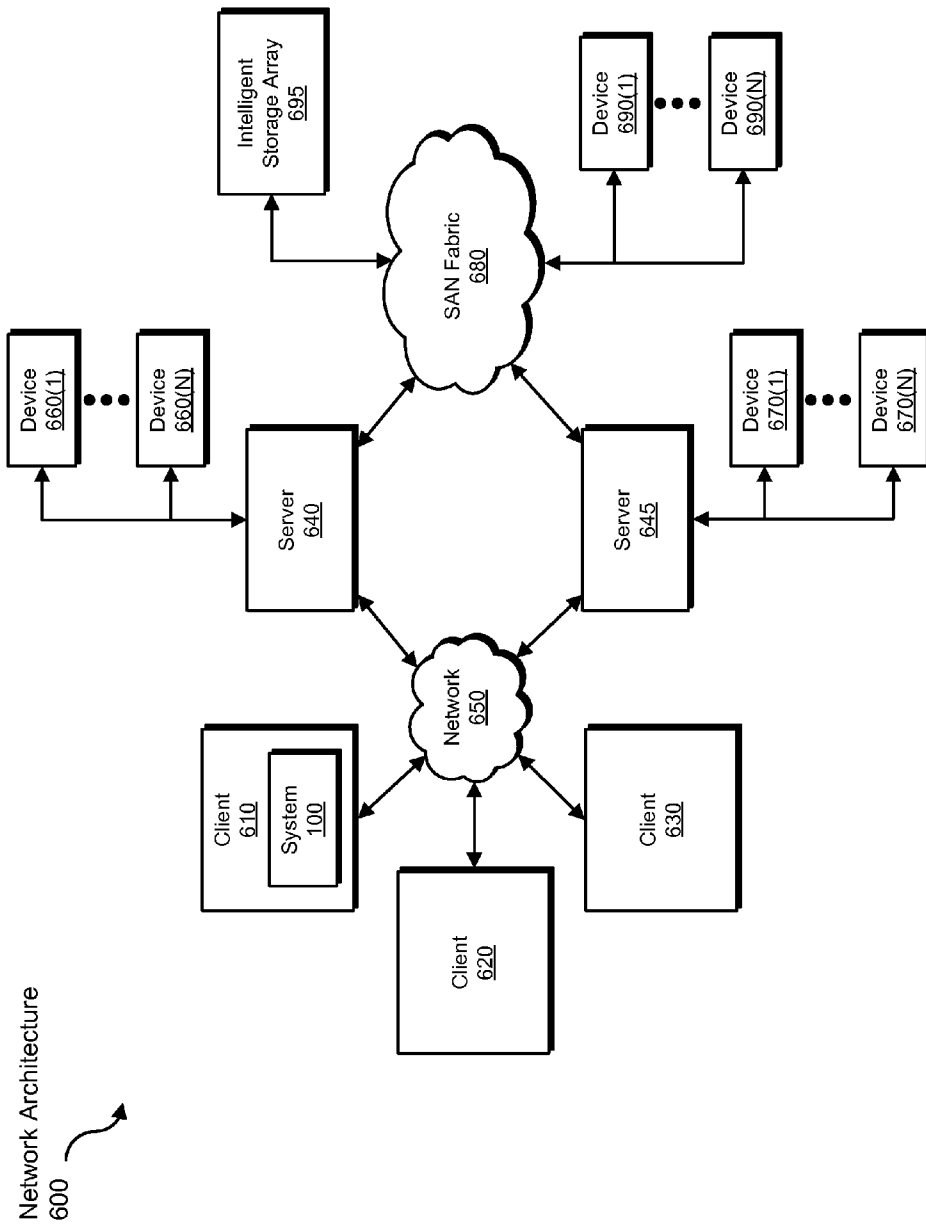 Network Architecture
600
Client
610
System
100
Client
620
Client
630
Network
650
Server
640
Server
645
Device
660(1)
Device
660(N)
Device
670(1)
Device
670(N)
SAN Fabric
680
Intelligent
Storage Array
695
Device
690(1)
Device
690(N)